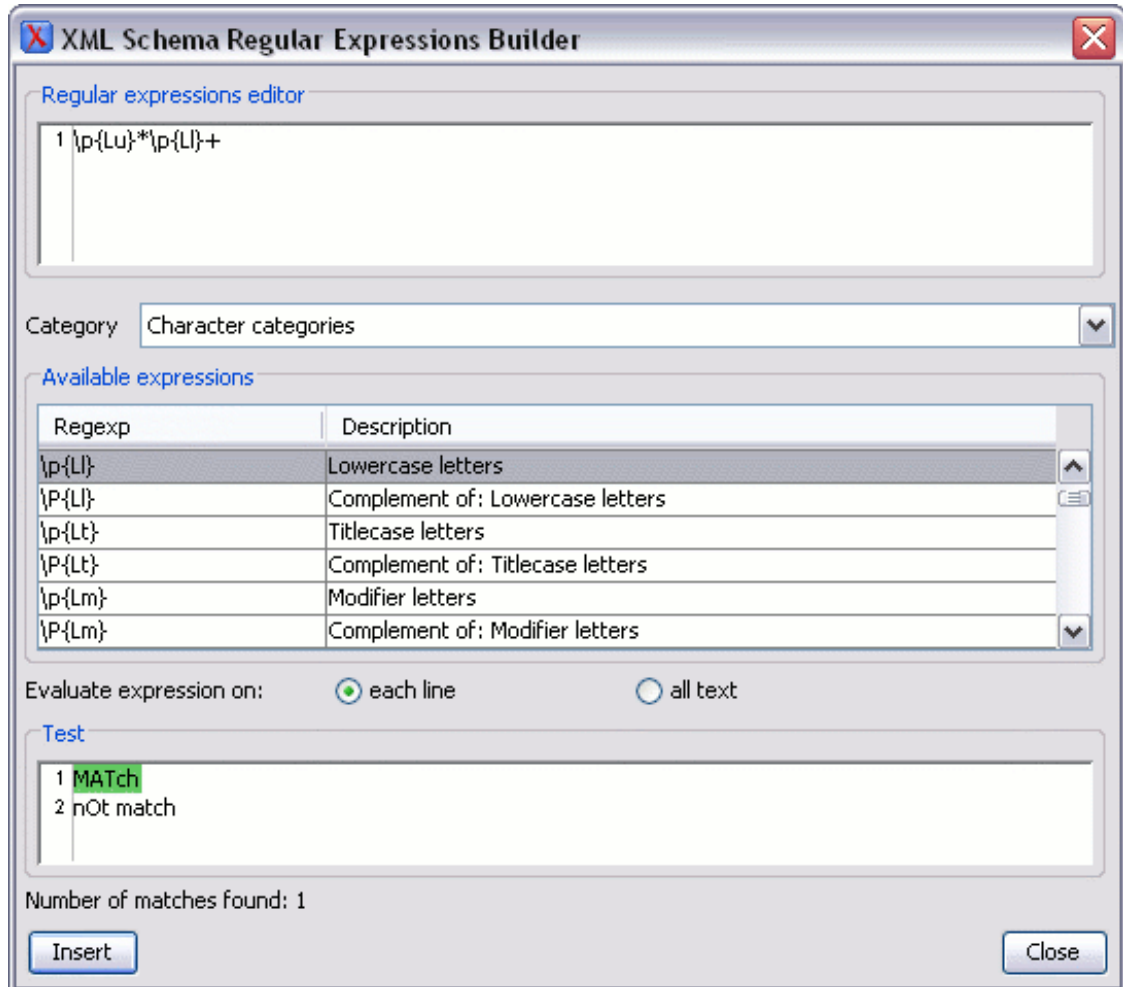 XML Schema Regular Expressions Builder
Regular expressions editor
1 \p{Lu}*\p{Ll}+
Category Character categories
Available expressions
Regexp Description
\p{Ll} Lowercase letters
\P{Ll} Complement of: Lowercase letters
\p{Lt} Titlecase letters
\P{Lt} Complement of: Titlecase letters
\p{Lm} Modifier letters
\P{Lm} Complement of: Modifier letters
Evaluate expression on: each line all text
Test
1 MATch
2 nOt match
Number of matches found: 1
Insert Close